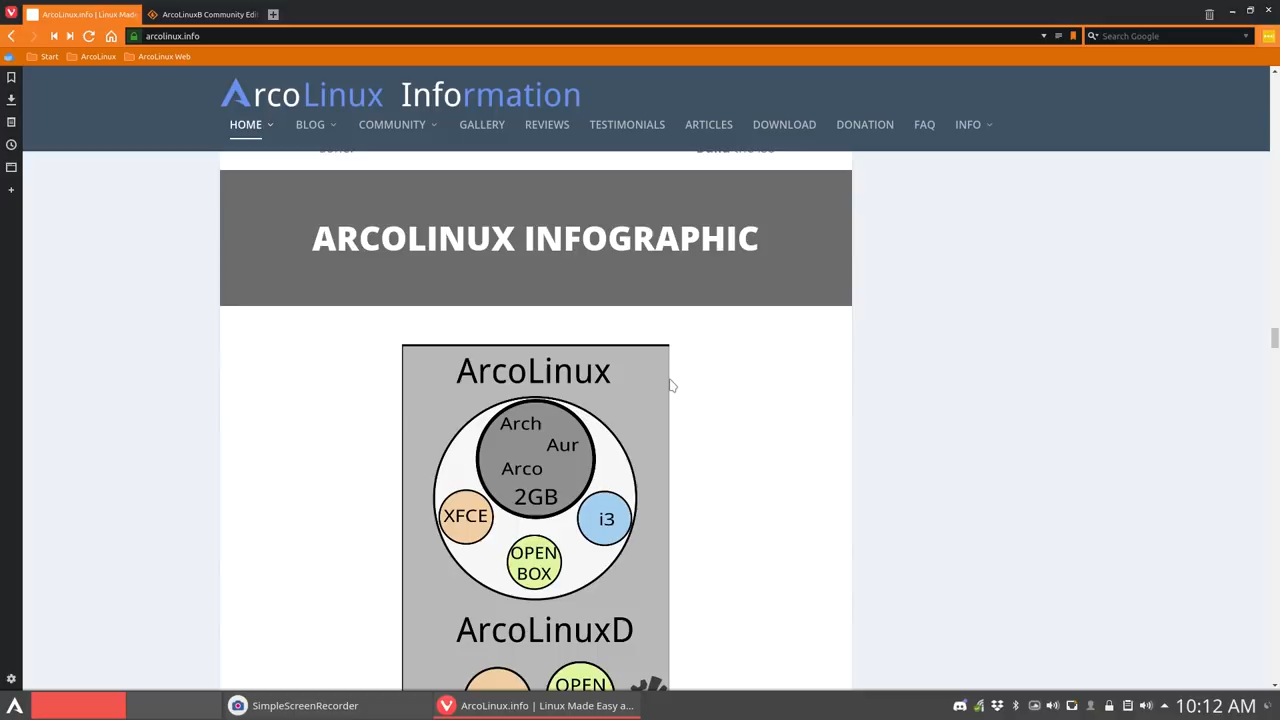 ArcoLinux.info | Linux Made
ArcoLinuxB Community Edi
arcolinux.info
Search Google
Start
ArcoLinux
ArcoLinux Web
ArcoLinux Information
HOME
BLOG
COMMUNITY
GALLERY
REVIEWS
TESTIMONIALS
ARTICLES
DOWNLOAD
DONATION
FAQ
INFO
ARCOLINUX INFOGRAPHIC
ArcoLinux
Arch
Aur
Arco
2GB
XFCE
i3
OPEN
BOX
ArcoLinuxD
OPEN
SimpleScreenRecorder
ArcoLinux.info | Linux Made Easy a...
10:12 AM